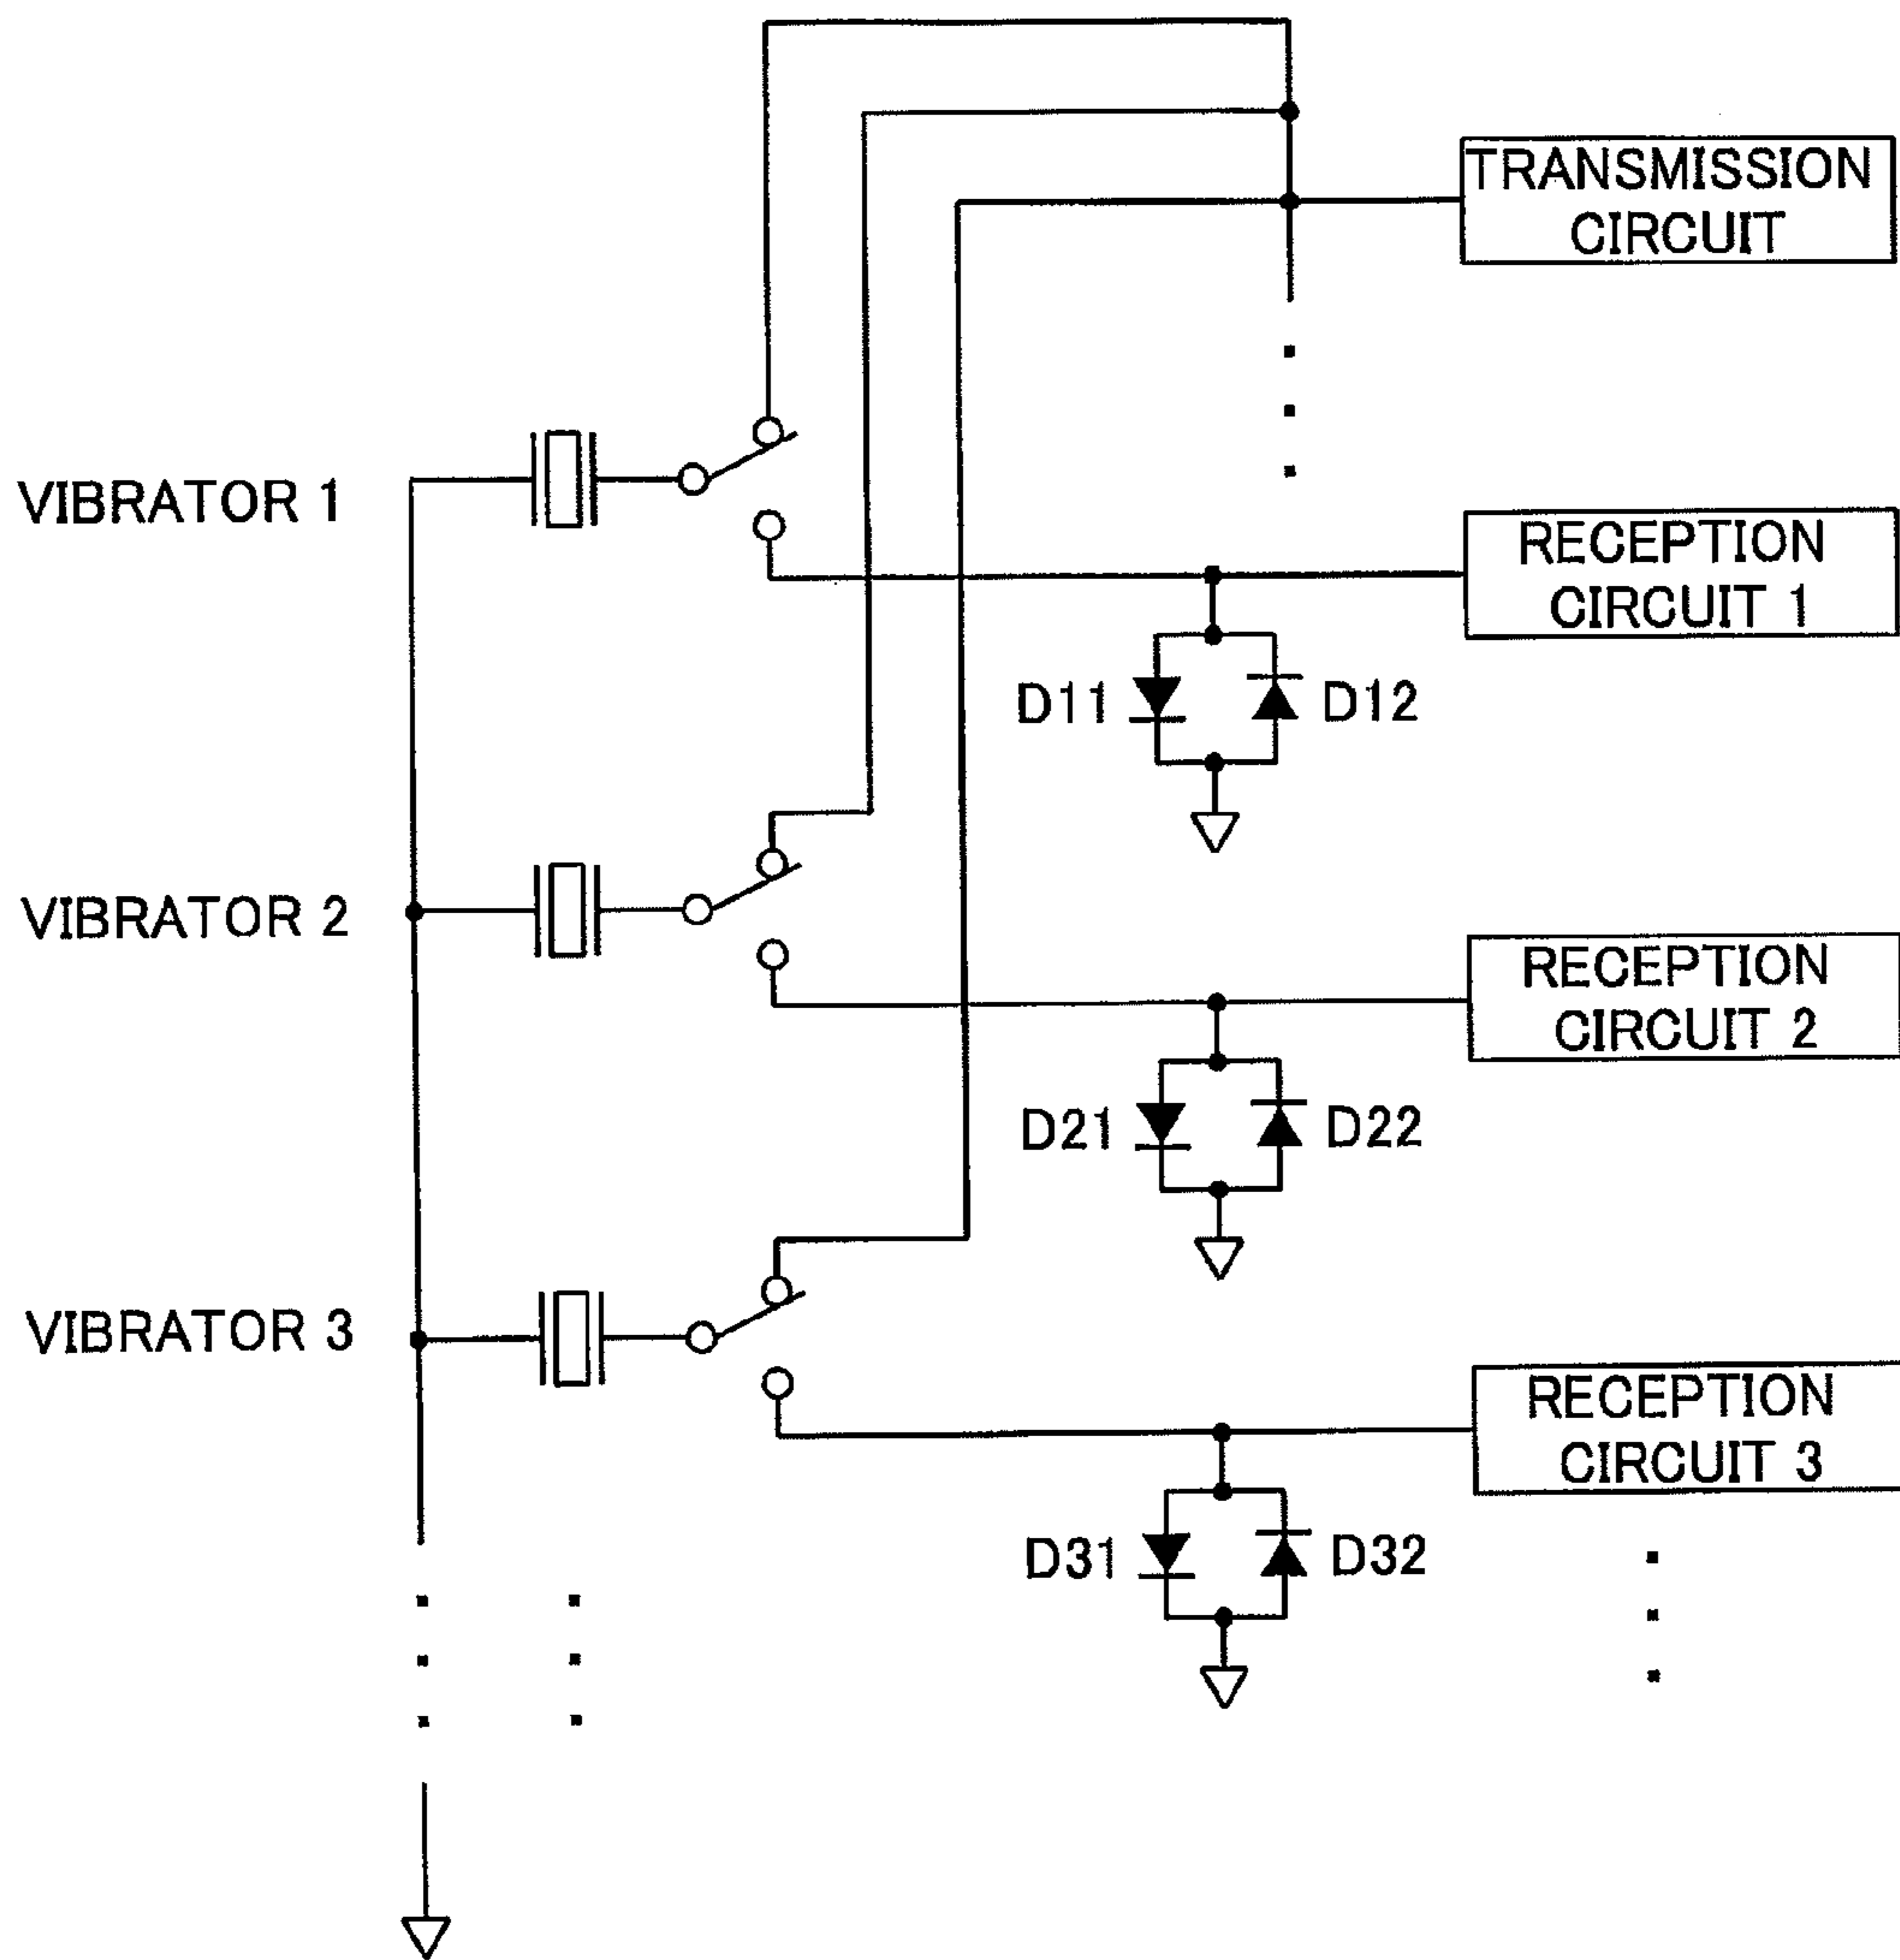 TRANSMISSION
CIRCUIT
VIBRATOR 1
RECEPTION
CIRCUIT 1
D11
D12
VIBRATOR 2
RECEPTION
CIRCUIT 2
D21
D22
VIBRATOR 3
RECEPTION
CIRCUIT 3
D31
D32